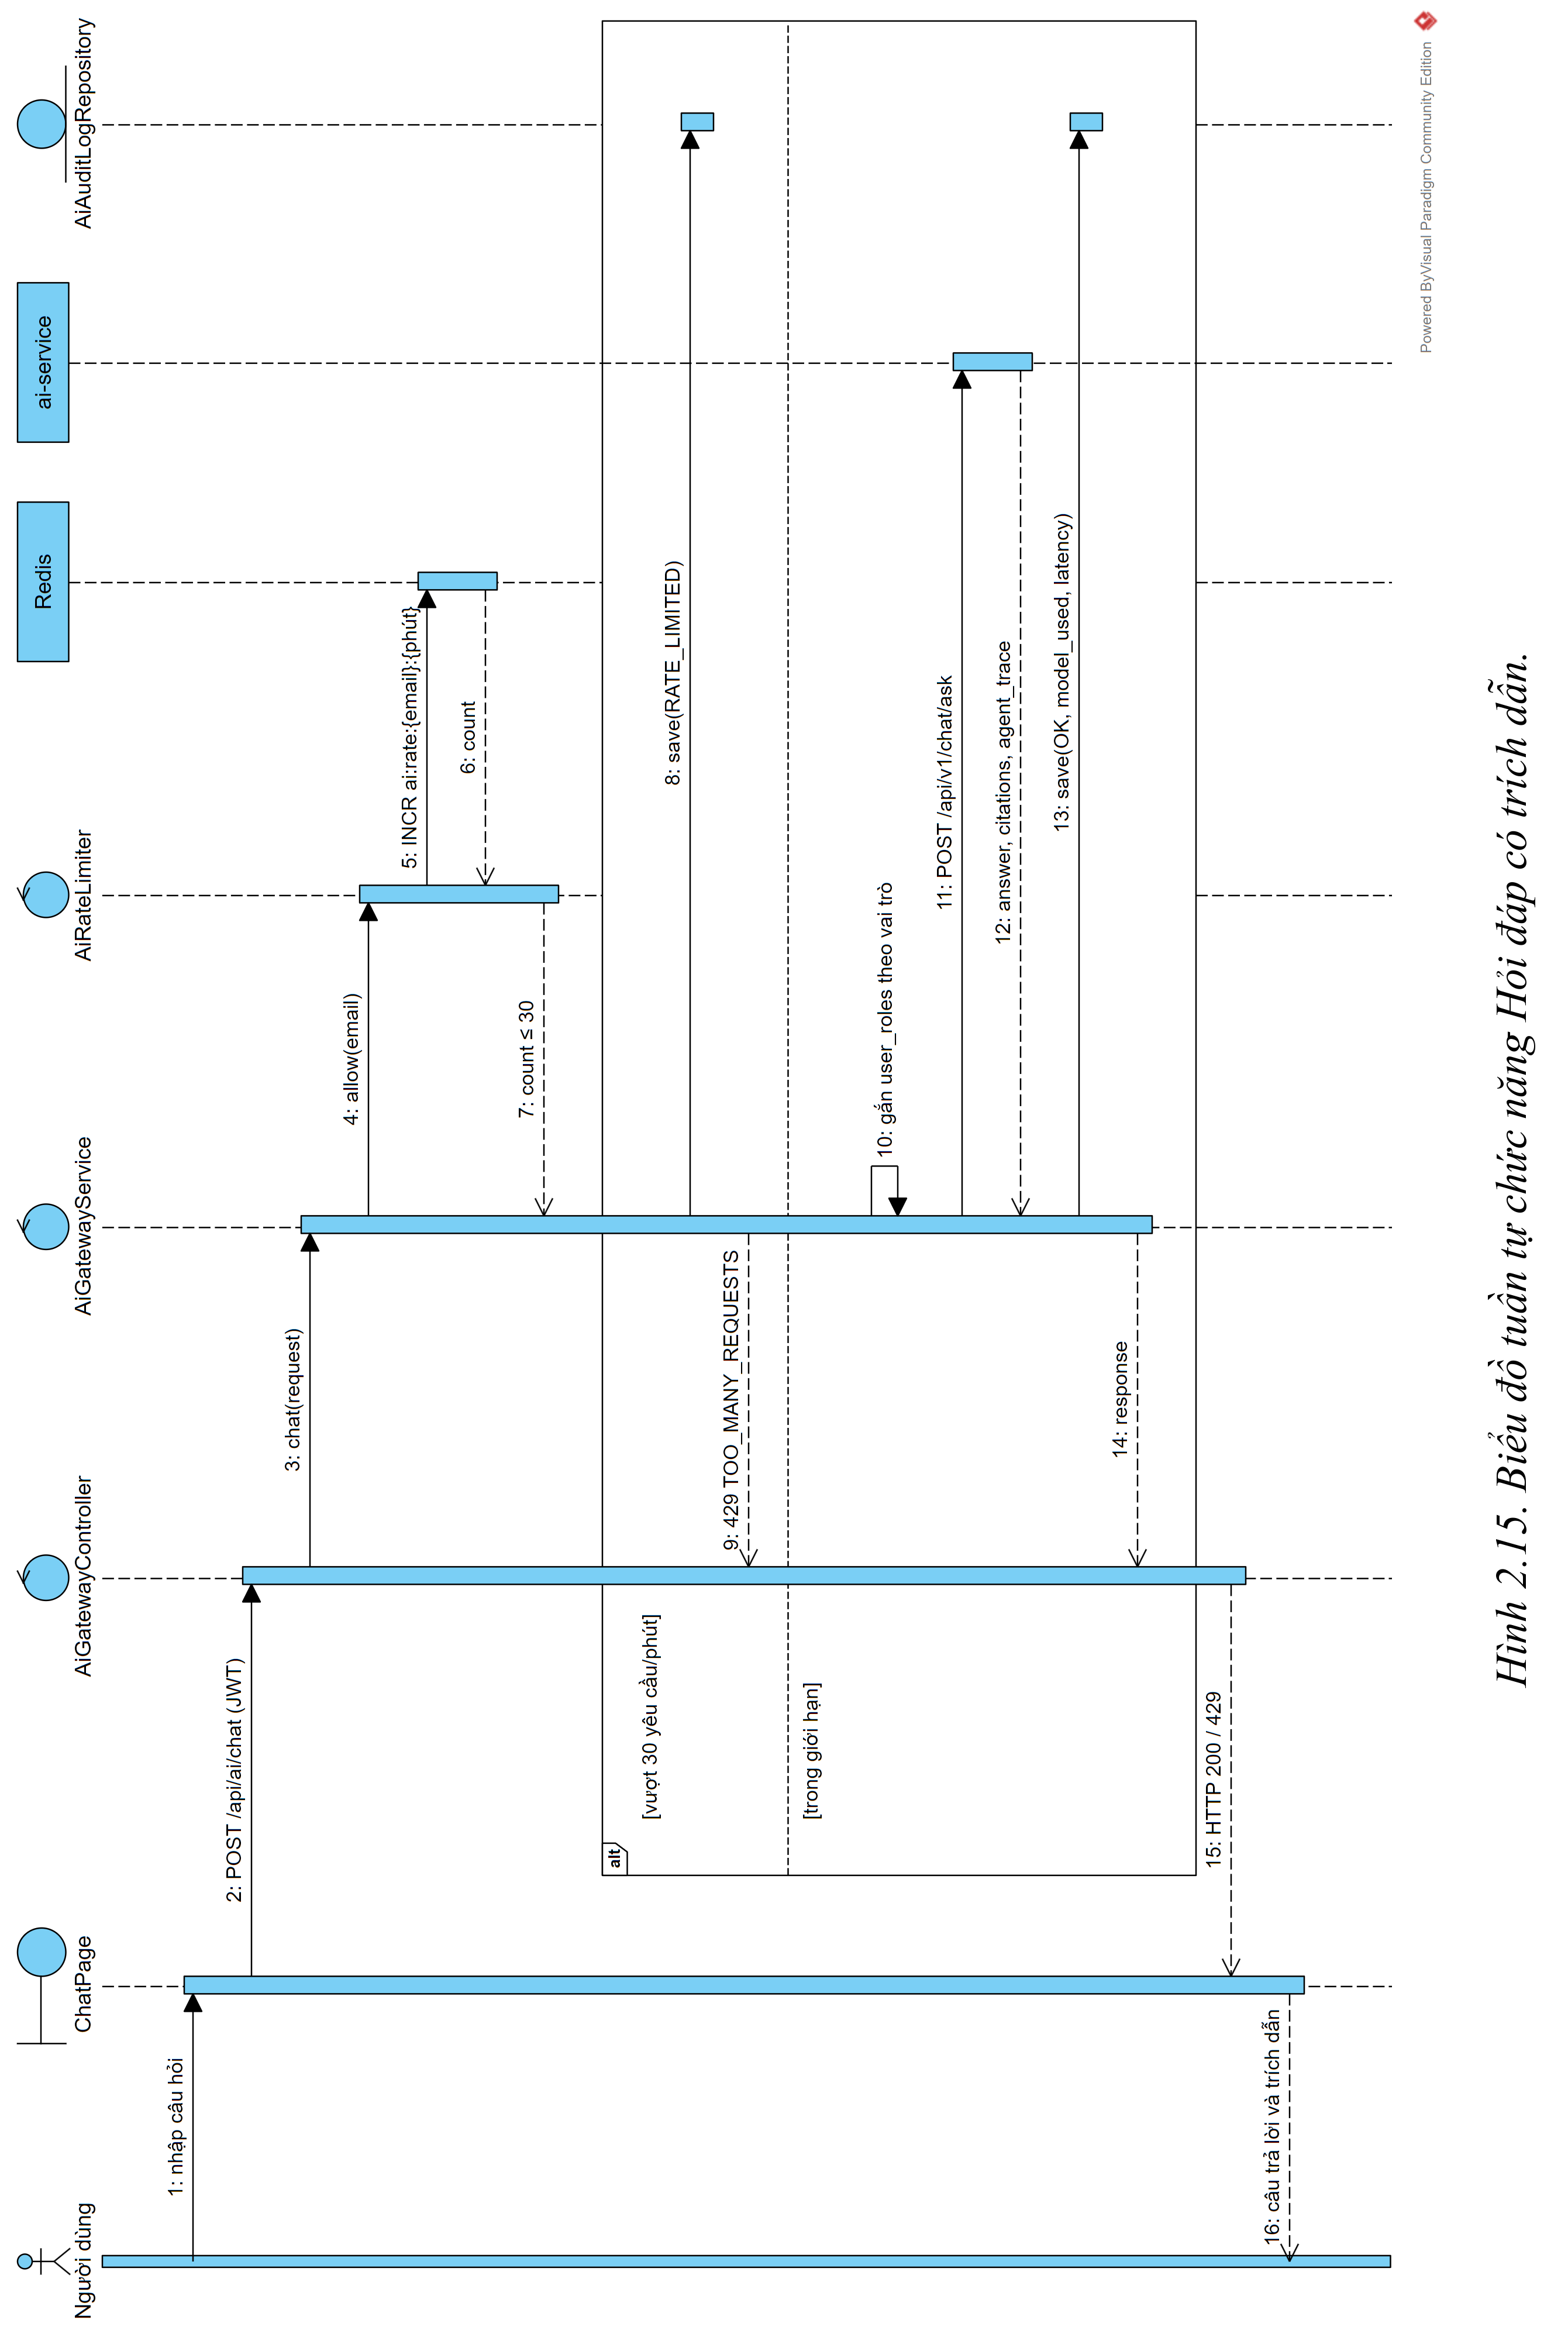 Người dùng
ChatPage
AiGatewayController
AiGatewayService
AiRateLimiter
Redis
ai-service
AiAuditLogRepository
1: nhập câu hỏi
2: POST /api/ai/chat (JWT)
3: chat(request)
4: allow(email)
5: INCR ai:rate:{email}:{phút}
6: count
7: count ≤ 30
alt
[vượt 30 yêu cầu/phút]
8: save(RATE_LIMITED)
9: 429 TOO_MANY_REQUESTS
[trong giới hạn]
10: gắn user_roles theo vai trò
11: POST /api/v1/chat/ask
12: answer, citations, agent_trace
13: save(OK, model_used, latency)
14: response
15: HTTP 200 / 429
16: câu trả lời và trích dẫn
Powered ByVisual Paradigm Community Edition
Hình 2.15. Biểu đồ tuần tự chức năng Hỏi đáp có trích dẫn.